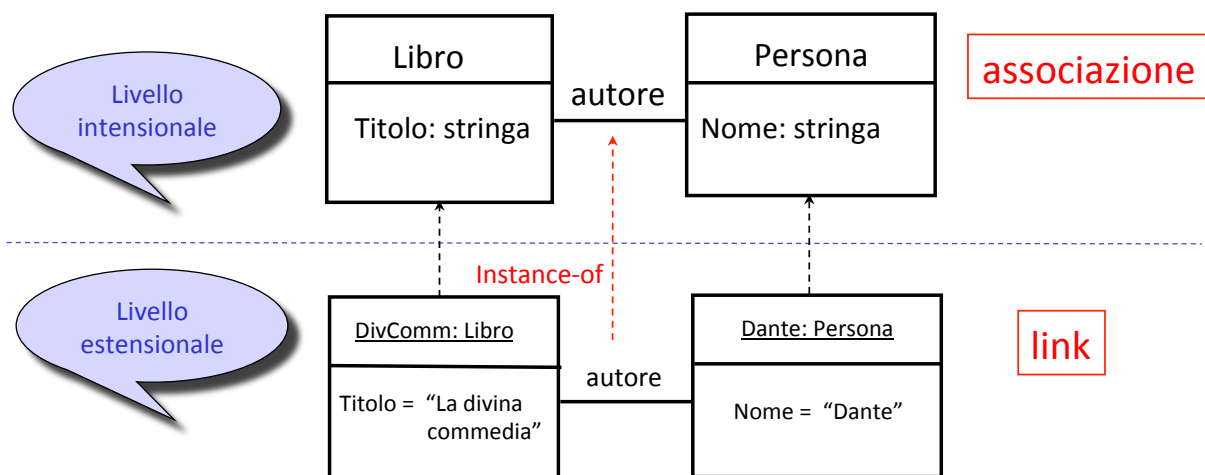 Livello
intensionale
Libro
Titolo: stringa
autore
Persona
Nome: stringa
associazione
Instance-of
Livello
estensionale
DivComm: Libro
Titolo = “La divina
commedia”
autore
Dante: Persona
Nome = “Dante”
link